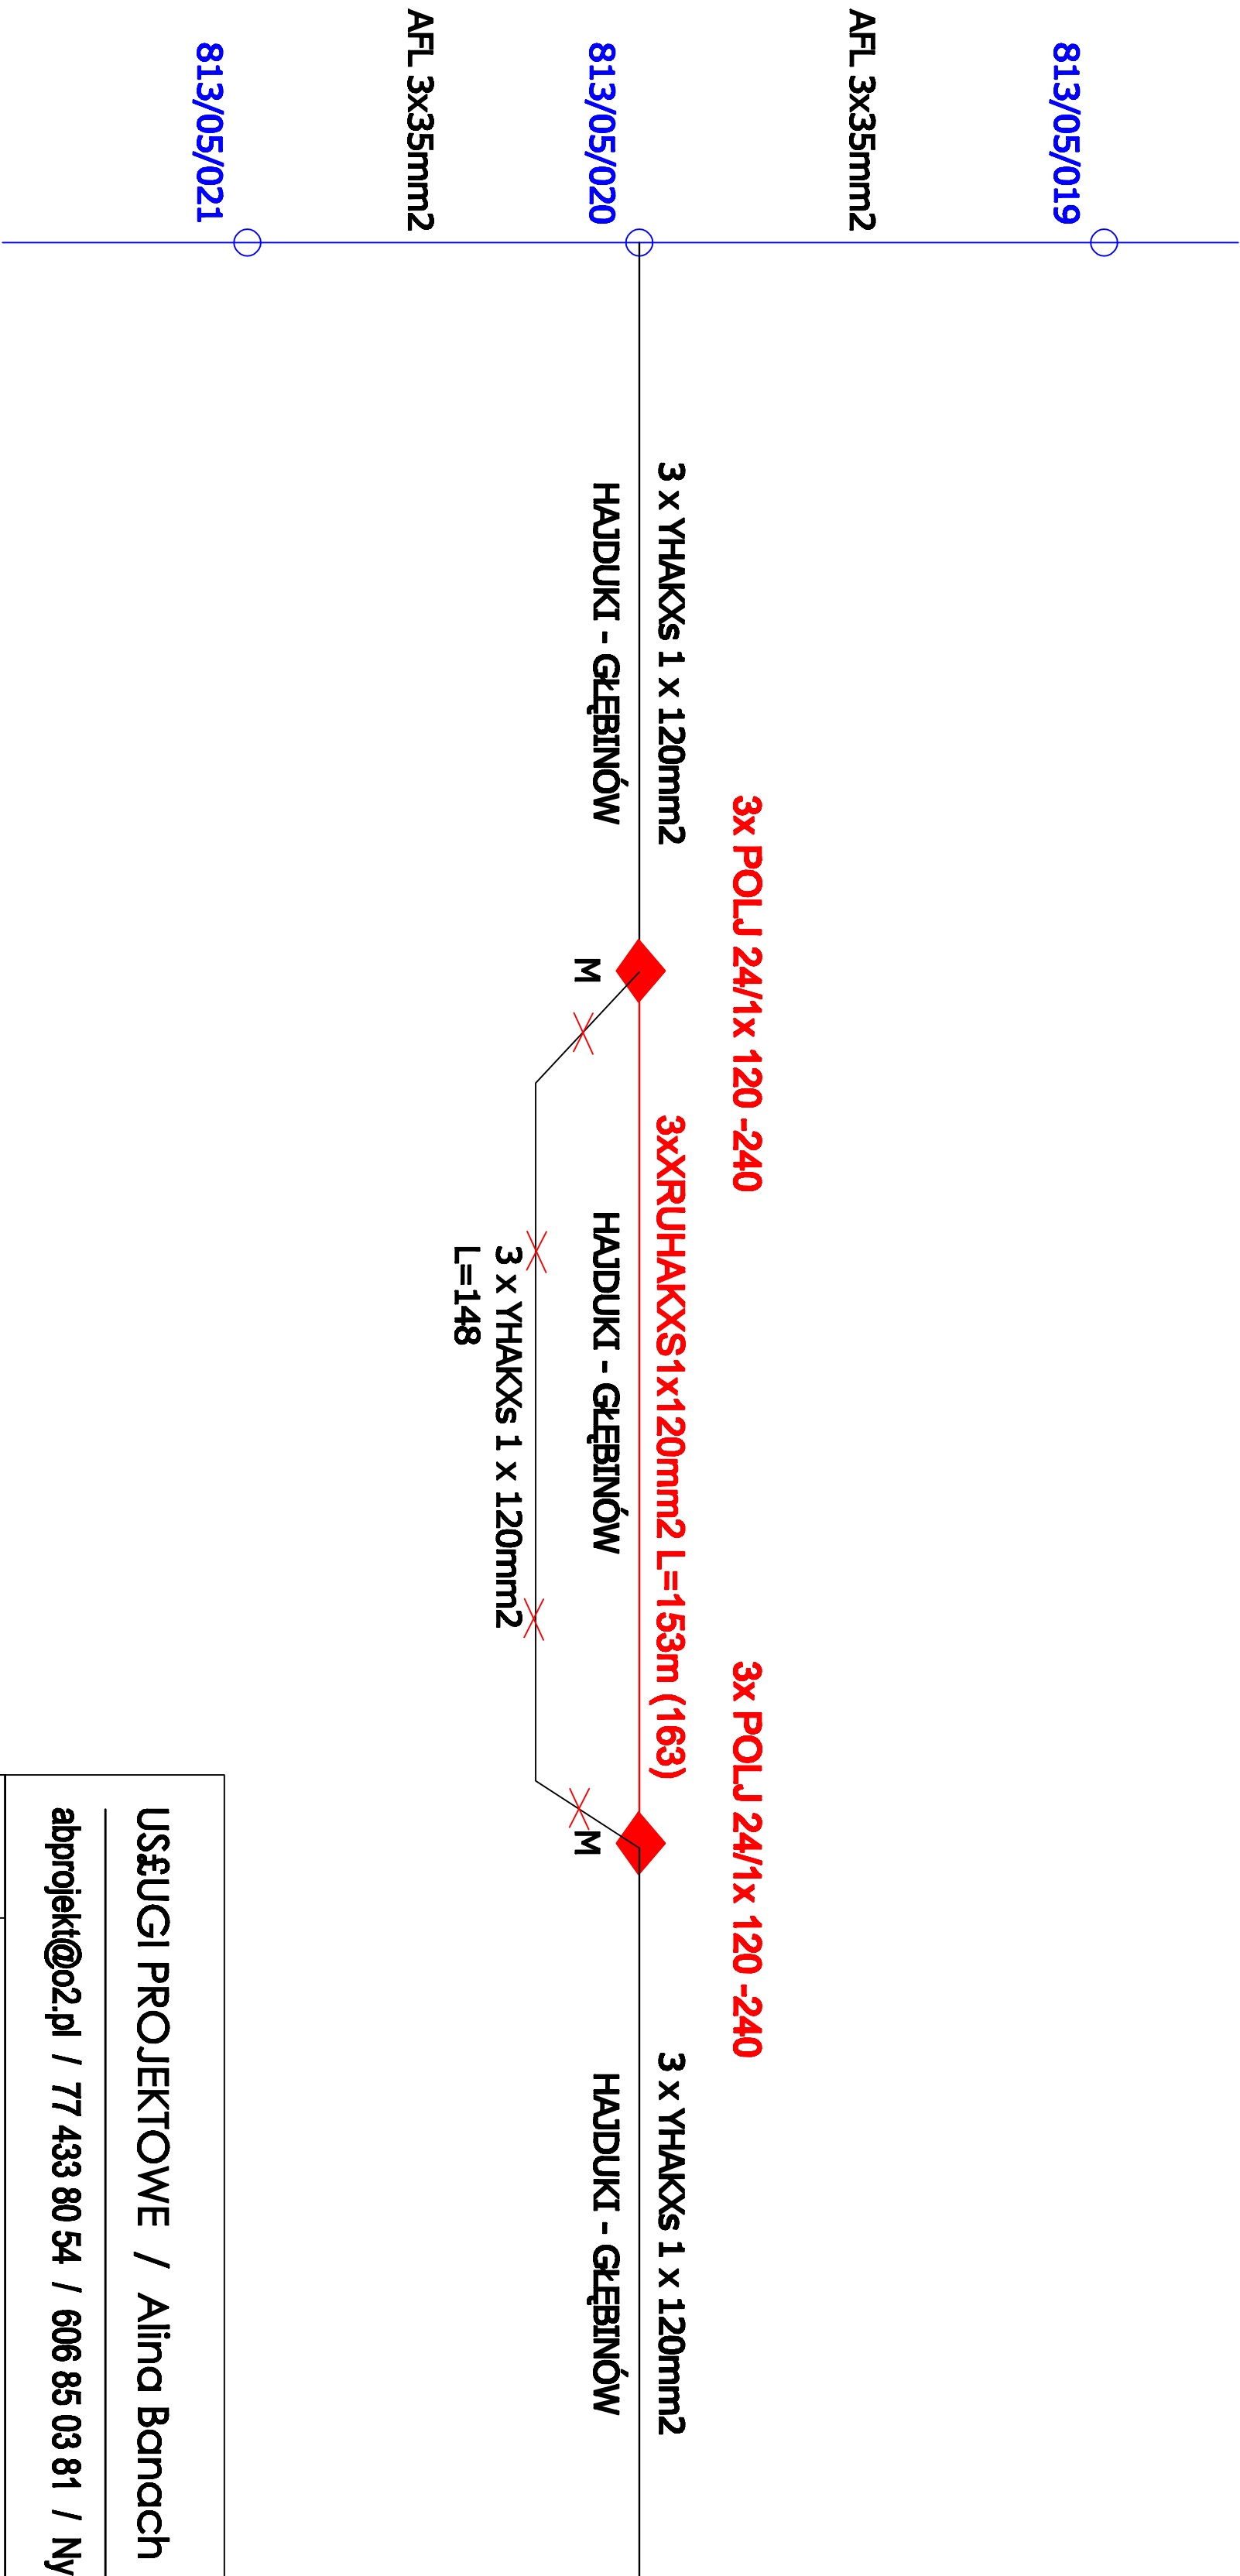 813/05/019
AFL 3x35mm2
813/05/020
AFL 3x35mm2
813/05/021
3 x YHAKXs 1 x 120mm2
HAJDUKI - GŁĘBINÓW
3x POLJ 24/1x 120 -240
M
3xXRUHAKXS1x120mm2 L=153m (163)
HAJDUKI - GŁĘBINÓW
3 x YHAKXs 1 x 120mm2
L=148
3x POLJ 24/1x 120 -240
M
3 x YHAKXs 1 x 120mm2
HAJDUKI - GŁĘBINÓW
US£UGI PROJEKTOWE / Alina Banach
abprojekt@o2.pl / 77 433 80 54 / 606 85 03 81 / Ny